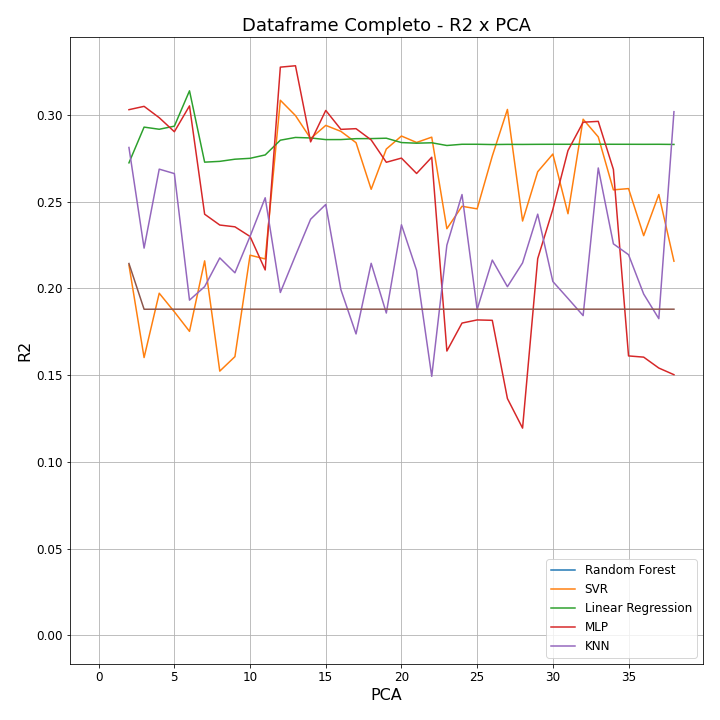 Dataframe Completo - R2 x PCA
0.30
0.25
0.20
0.15
0.10
0.05
0.00
R2
Random Forest
SVR
Linear Regression
MLP
KNN
0 5 10 15 20 25 30 35
PCA